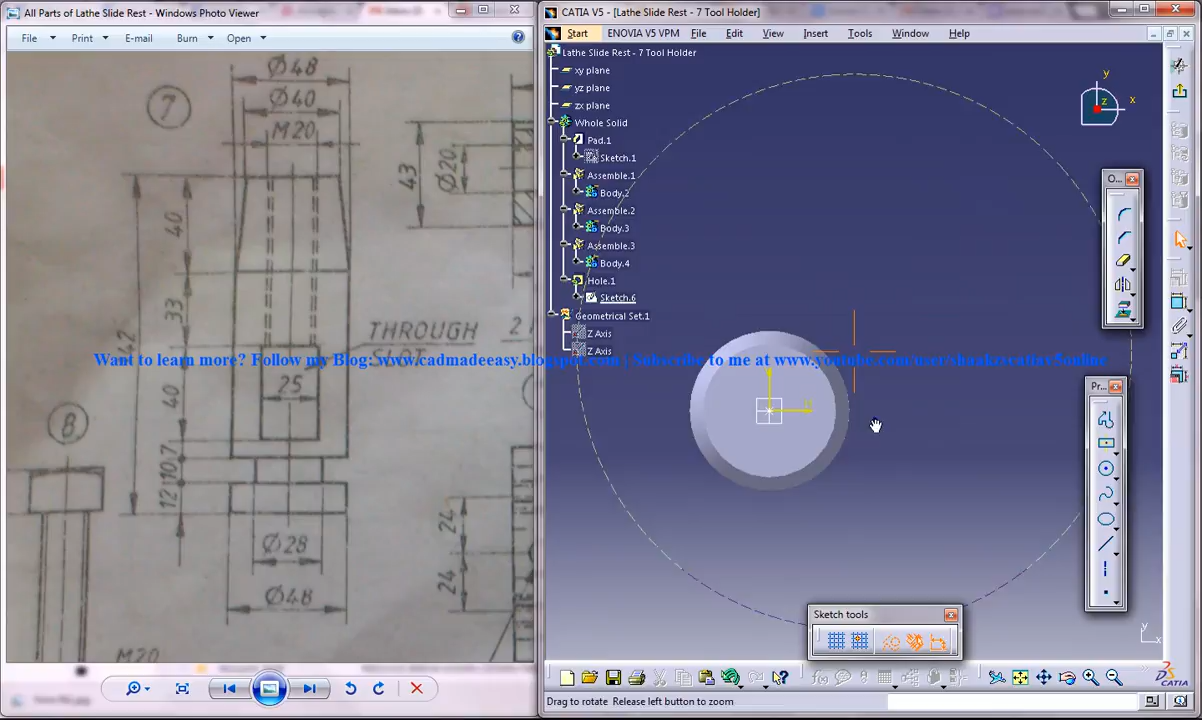 All Parts of Lathe Slide Rest - Windows Photo Viewer
File Print E-mail Burn Open
Ø48
Ø40
M20
7
40
33
142
40
7
10
12
25
THROUGH
Ø28
Ø48
8
43
Ø20
24
24
M20
CATIA V5 - [Lathe Slide Rest - 7 Tool Holder]
Start ENOVIA V5 VPM File Edit View Insert Tools Window Help
Lathe Slide Rest - 7 Tool Holder
xy plane
yz plane
zx plane
Whole Solid
Pad.1
Sketch.1
Assemble.1
Body.2
Assemble.2
Body.3
Assemble.3
Body.4
Hole.1
Sketch.6
Geometrical Set.1
Z Axis
Z Axis
Want to learn more? Follow my Blog: www.cadmadeeasy.blogspot.com | Subscribe to me at www.youtube.com/user/shaakzcatiav5online
y
z x
H
O...
Pr...
Sketch tools
y
x
CATIA
Drag to rotate Release left button to zoom